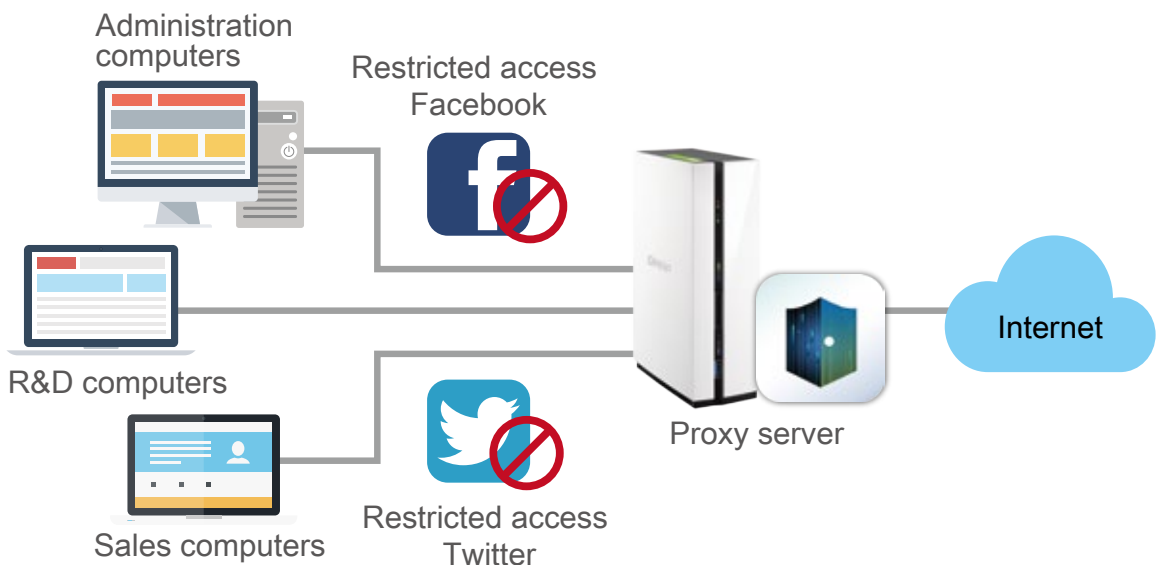 Administration
computers
Restricted access
Facebook
R&D computers
Proxy server
Internet
Sales computers
Restricted access
Twitter